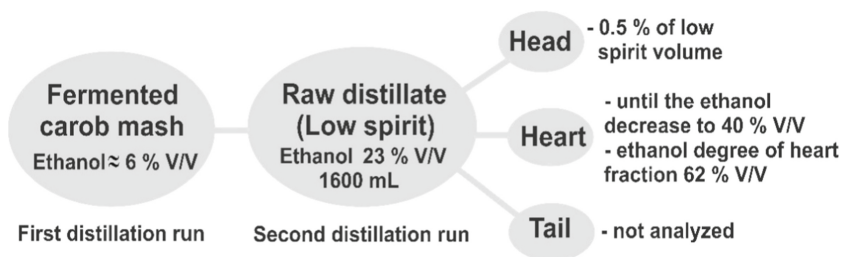 Fermented
carob mash
Ethanol ≈ 6 % V/V
First distillation run
Raw distillate
(Low spirit)
Ethanol 23 % V/V
1600 mL
Second distillation run
Head
- 0.5 % of low
spirit volume
Heart
- until the ethanol
decrease to 40 % V/V
- ethanol degree of heart
fraction 62 % V/V
Tail
- not analyzed